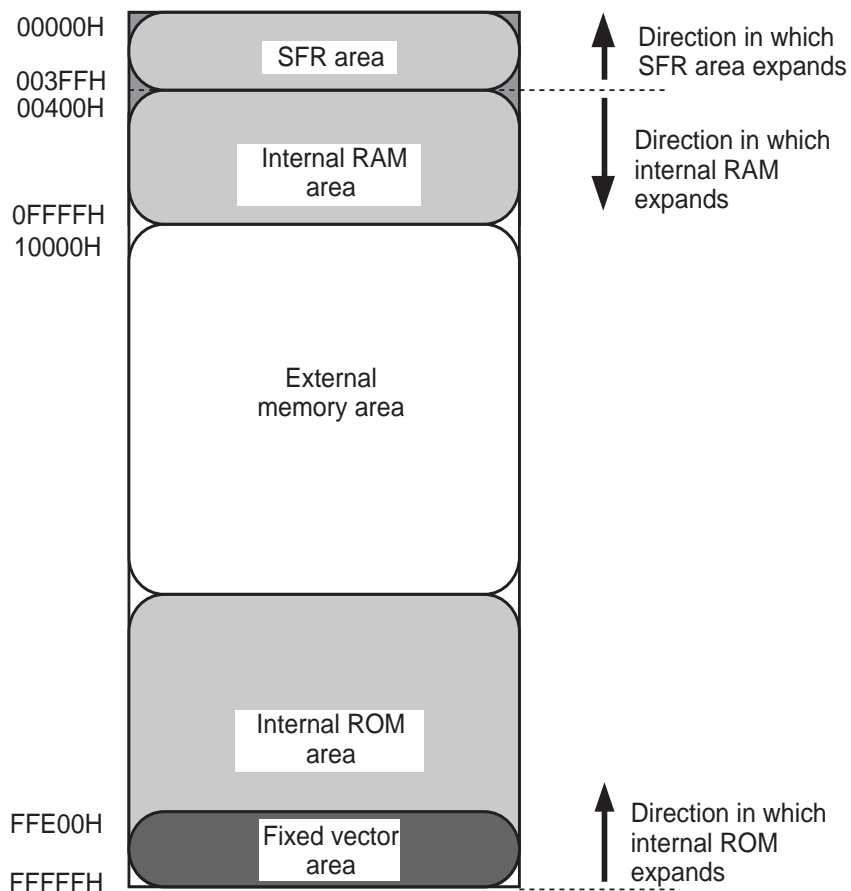 00000H
SFR area
Direction in which
SFR area expands
003FFH
00400H
Internal RAM
area
Direction in which
internal RAM
expands
0FFFFH
10000H
External
memory area
Internal ROM
area
FFE00H
Fixed vector
area
Direction in which
internal ROM
expands
FFFFFH